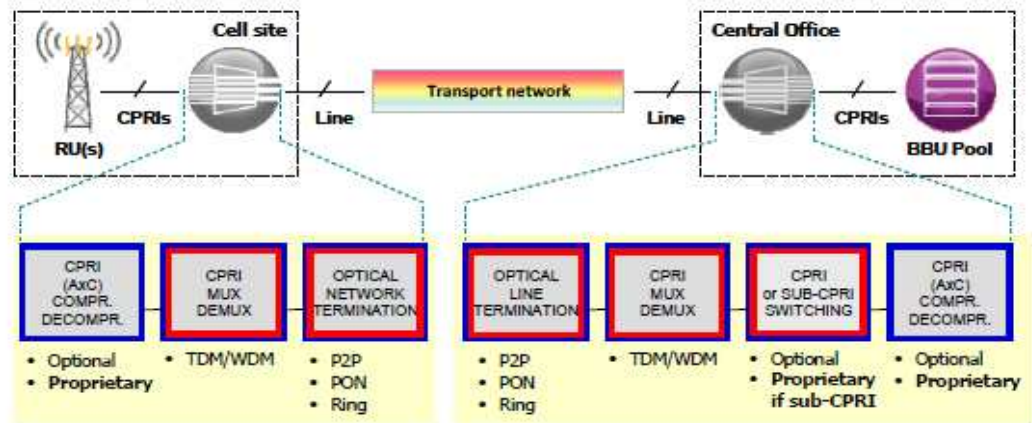 Cell site
Central Office
Transport network
CPRIs
Line
Line
CPRIs
RU(s)
BBU Pool
CPRI
(AxC)
COMPR.
DECOMPR.
• Optional
• Proprietary
CPRI
MUX
DEMUX
• TDM/WDM
OPTICAL
NETWORK
TERMINATION
• P2P
• PON
• Ring
OPTICAL
LINE
TERMINATION
• P2P
• PON
• Ring
CPRI
MUX
DEMUX
• TDM/WDM
CPRI
or SUB-CPRI
SWITCHING
• Optional
• Proprietary
if sub-CPRI
CPRI
(AxC)
COMPR.
DECOMPR.
• Optional
• Proprietary